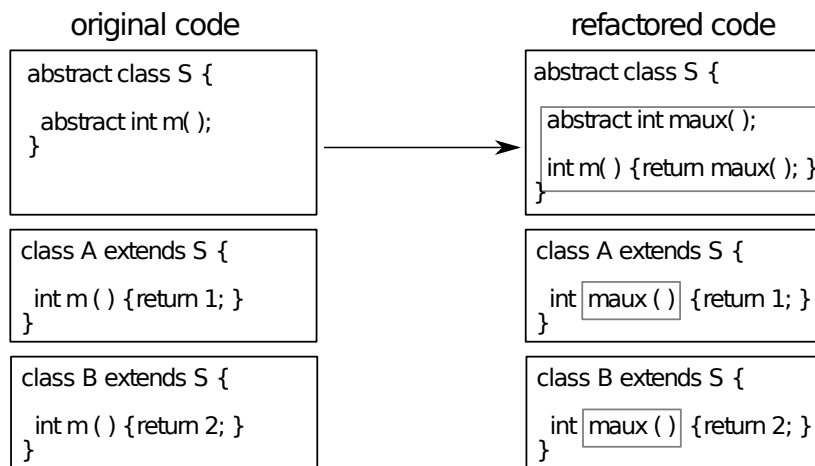 original code
abstract class S {
abstract int m( );
}
class A extends S {
int m ( ) {return 1; }
}
class B extends S {
int m ( ) {return 2; }
}
refactored code
abstract class S {
abstract int maux( );
int m( ) {return maux( ); }
}
class A extends S {
int maux ( ) {return 1; }
}
class B extends S {
int maux ( ) {return 2; }
}